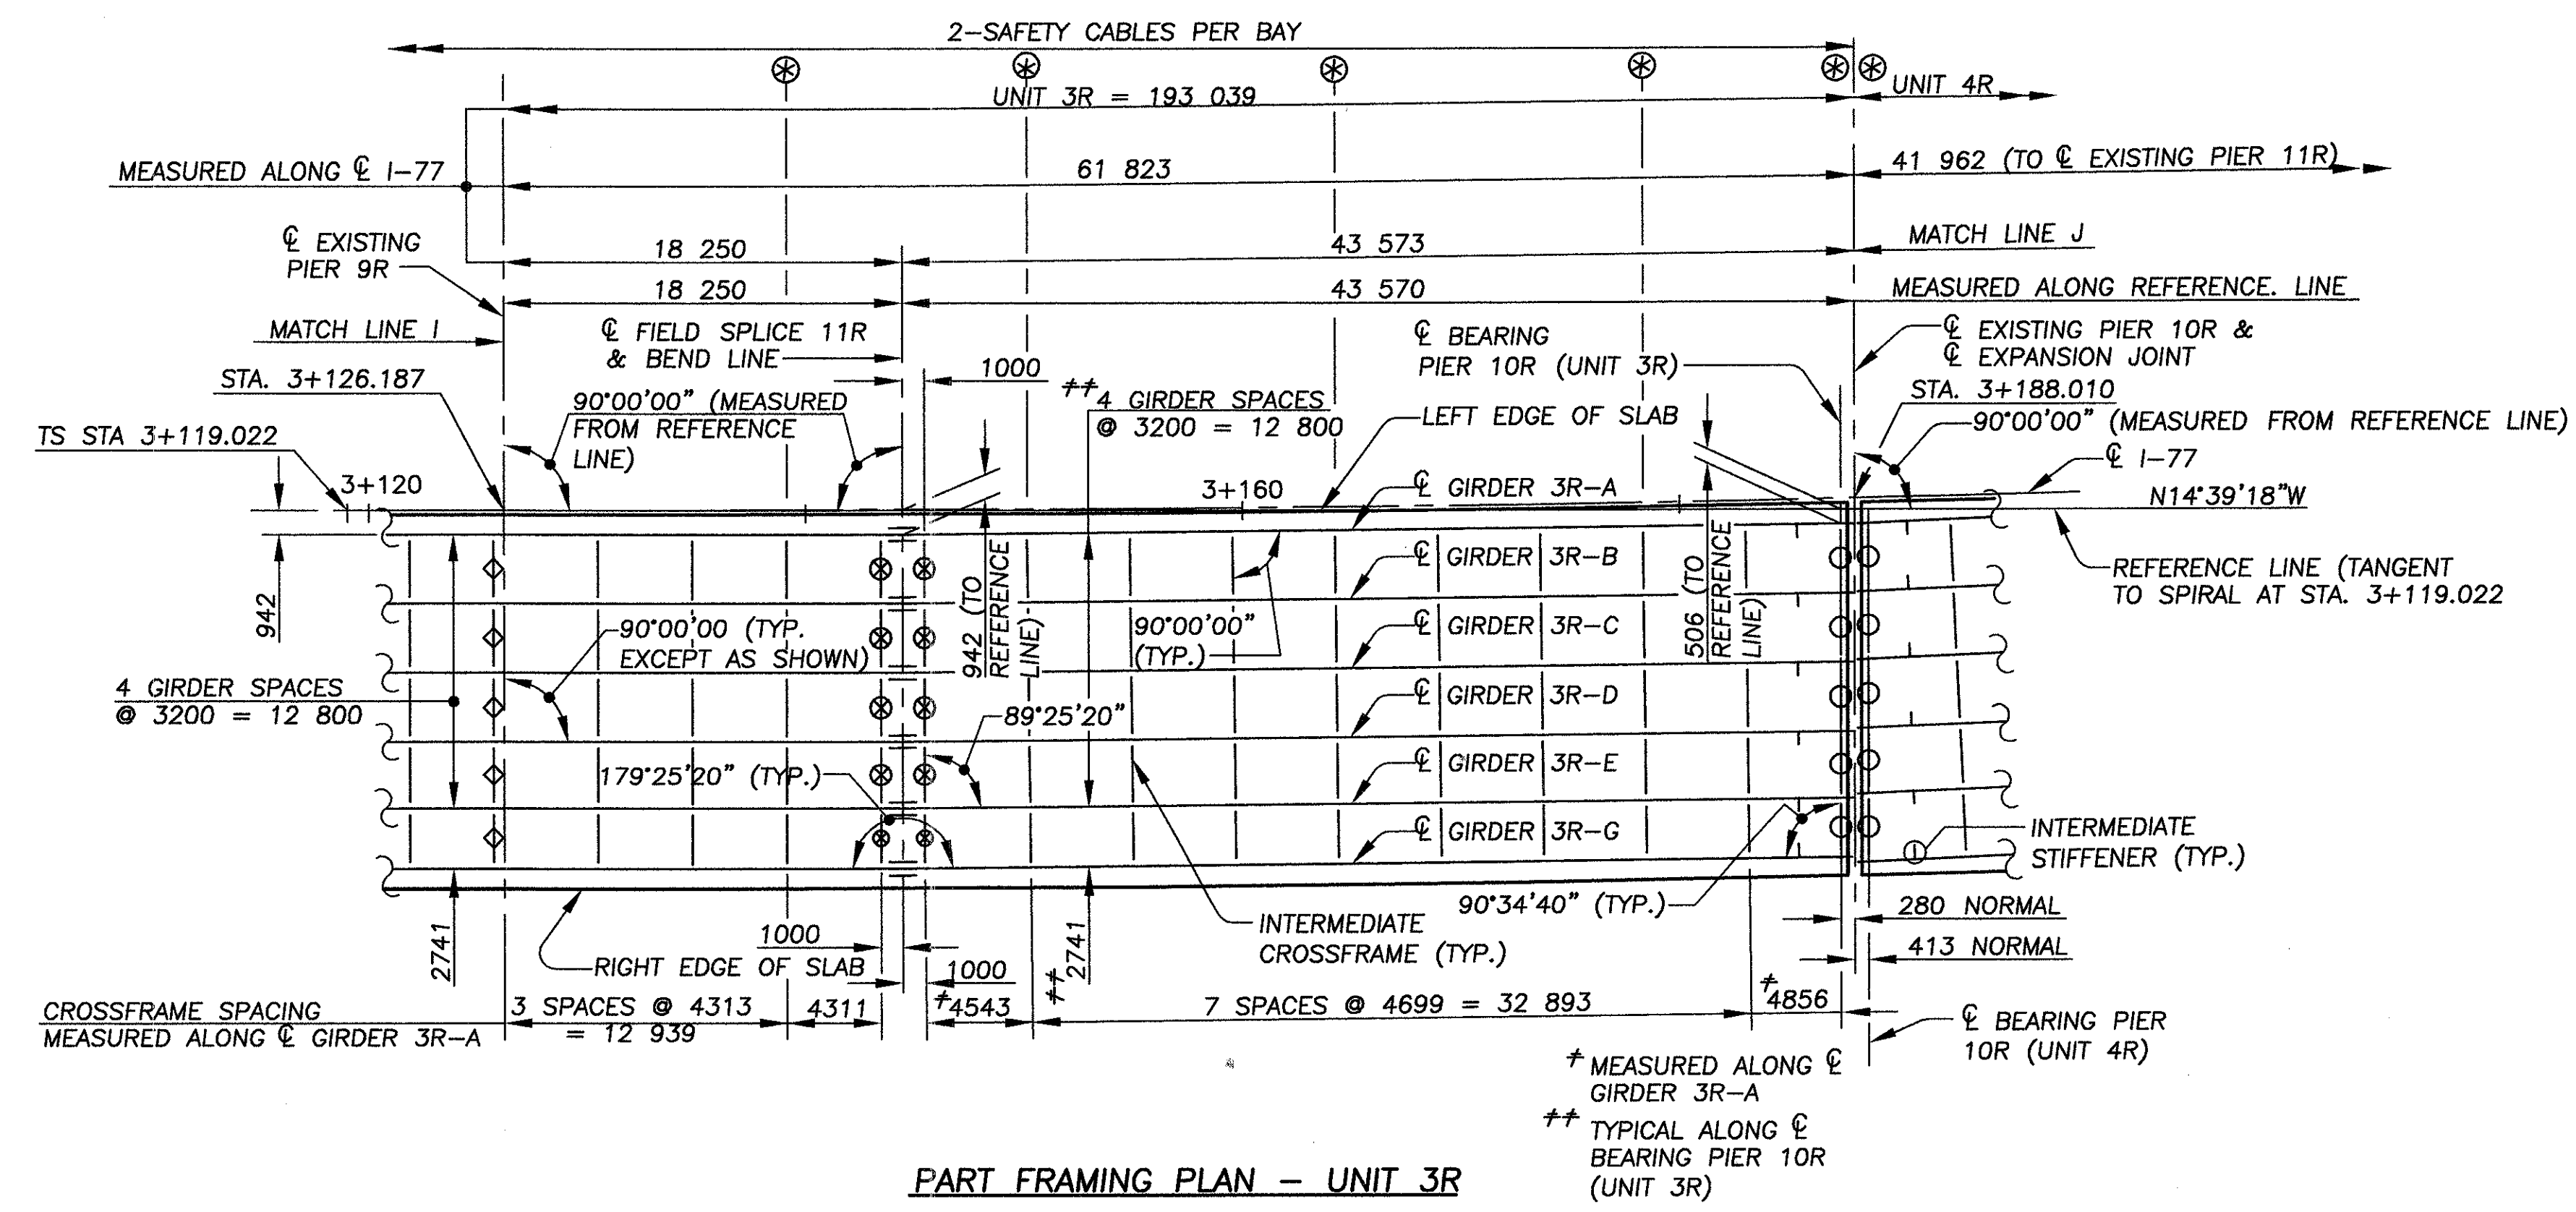 2-SAFETY CABLES PER BAY
UNIT 3R = 193 039
UNIT 4R
MEASURED ALONG ℄ I-77
61 823
41 962 (TO ℄ EXISTING PIER 11R)
℄ EXISTING
PIER 9R
18 250
43 573
MATCH LINE J
18 250
43 570
MEASURED ALONG REFERENCE. LINE
MATCH LINE I
℄ FIELD SPLICE 11R
& BEND LINE
℄ BEARING
PIER 10R (UNIT 3R)
℄ EXISTING PIER 10R &
℄ EXPANSION JOINT
STA. 3+126.187
1000
STA. 3+188.010
90°00'00" (MEASURED
FROM REFERENCE
LINE)
‡‡ 4 GIRDER SPACES
@ 3200 = 12 800
LEFT EDGE OF SLAB
90°00'00" (MEASURED FROM REFERENCE LINE)
TS STA 3+119.022
℄ I-77
3+120
3+160
℄ GIRDER 3R-A
N14°39'18"W
942
942 (TO
REFERENCE
LINE)
506 (TO
REFERENCE
LINE)
℄ GIRDER 3R-B
REFERENCE LINE (TANGENT
TO SPIRAL AT STA. 3+119.022
90°00'00 (TYP.
EXCEPT AS SHOWN)
90°00'00"
(TYP.)
℄ GIRDER 3R-C
4 GIRDER SPACES
@ 3200 = 12 800
℄ GIRDER 3R-D
89°25'20"
179°25'20" (TYP.)
℄ GIRDER 3R-E
℄ GIRDER 3R-G
INTERMEDIATE
STIFFENER (TYP.)
2741
1000
RIGHT EDGE OF SLAB
1000
‡‡ 2741
INTERMEDIATE
CROSSFRAME (TYP.)
90°34'40" (TYP.)
280 NORMAL
413 NORMAL
CROSSFRAME SPACING
MEASURED ALONG ℄ GIRDER 3R-A
3 SPACES @ 4313
= 12 939
4311
‡4543
7 SPACES @ 4699 = 32 893
‡4856
℄ BEARING PIER
10R (UNIT 4R)
‡ MEASURED ALONG ℄
GIRDER 3R-A
‡‡ TYPICAL ALONG ℄
BEARING PIER 10R
(UNIT 3R)
PART FRAMING PLAN - UNIT 3R